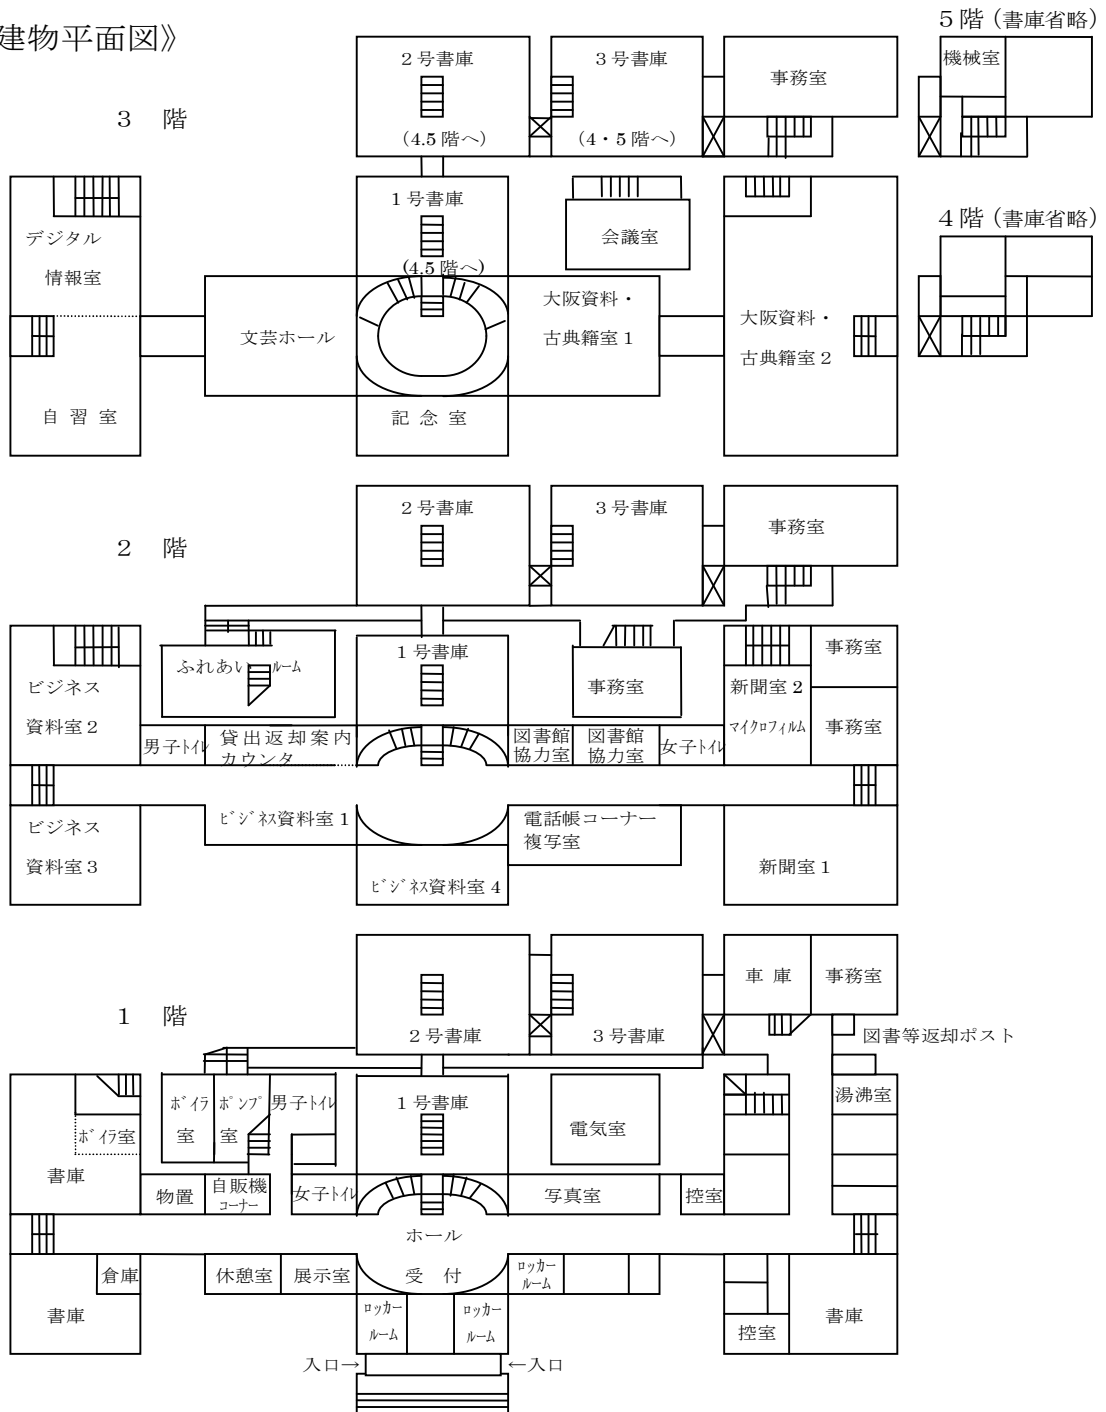 建物平面図》
5階（書庫省略）
機械室
3　階
2号書庫
(4.5階へ)
3号書庫
(4・5階へ)
事務室
4階（書庫省略）
デジタル
情報室
自 習 室
文芸ホール
1号書庫
(4.5階へ)
記 念 室
会議室
大阪資料・
古典籍室1
大阪資料・
古典籍室2
2　階
2号書庫
3号書庫
事務室
ビジネス
資料室2
ふれあい ルーム
1号書庫
事務室
新聞室2
マイクロフィルム
事務室
事務室
男子トイレ
貸出返却案内
カウンタ
図書館
協力室
図書館
協力室
女子トイレ
ビジネス
資料室3
ビジネス資料室1
ビジネス資料室4
電話帳コーナー
複写室
新聞室1
1　階
2号書庫
3号書庫
車 庫
事務室
図書等返却ポスト
ボイラ室
書庫
ボイラ
室
ポンプ
室
男子トイレ
1号書庫
電気室
湯沸室
物置
自販機
コーナー
女子トイレ
写真室
控室
ホール
受　付
倉庫
書庫
休憩室
展示室
ロッカー
ルーム
ロッカー
ルーム
ロッカー
ルーム
控室
書庫
入口→
←入口